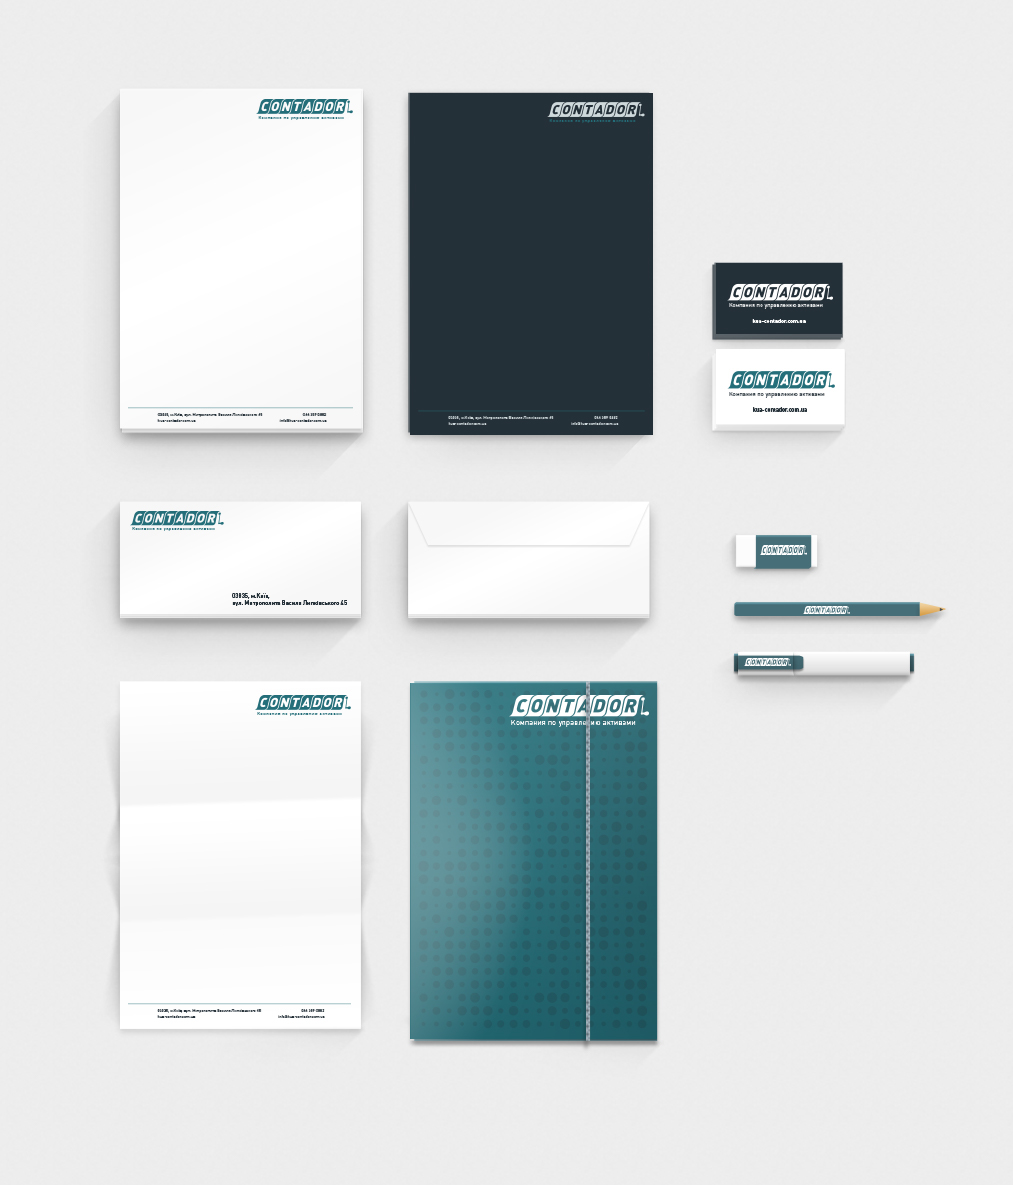 CONTADOR
Компания по управлению активами
03035, м.Київ, вул. Митрополита Василя Липківського 45
kua-contador.com.ua
info@kua-contador.com.ua
CONTADOR
Компания по управлению активами
03035, м.Київ, вул. Митрополита Василя Липківського 45
kua-contador.com.ua
info@kua-contador.com.ua
CONTADOR
Компания по управлению активами
kua-contador.com.ua
CONTADOR
Компания по управлению активами
kua-contador.com.ua
CONTADOR
Компания по управлению активами
03035, м.Київ,
вул. Митрополита Василя Липківського 45
CONTADOR
CONTADOR
CONTADOR
CONTADOR
Компания по управлению активами
03035, м.Київ, вул. Митрополита Василя Липківського 45
kua-contador.com.ua
info@kua-contador.com.ua
CONTADOR
Компания по управлению активами